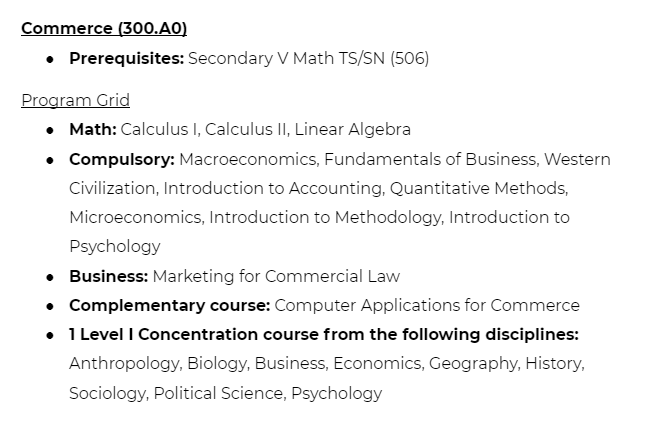 Commerce (300.A0)
● Prerequisites: Secondary V Math TS/SN (506)
Program Grid
● Math: Calculus I, Calculus II, Linear Algebra
● Compulsory: Macroeconomics, Fundamentals of Business, Western
Civilization, Introduction to Accounting, Quantitative Methods,
Microeconomics, Introduction to Methodology, Introduction to
Psychology
● Business: Marketing for Commercial Law
● Complementary course: Computer Applications for Commerce
● 1 Level I Concentration course from the following disciplines:
Anthropology, Biology, Business, Economics, Geography, History,
Sociology, Political Science, Psychology